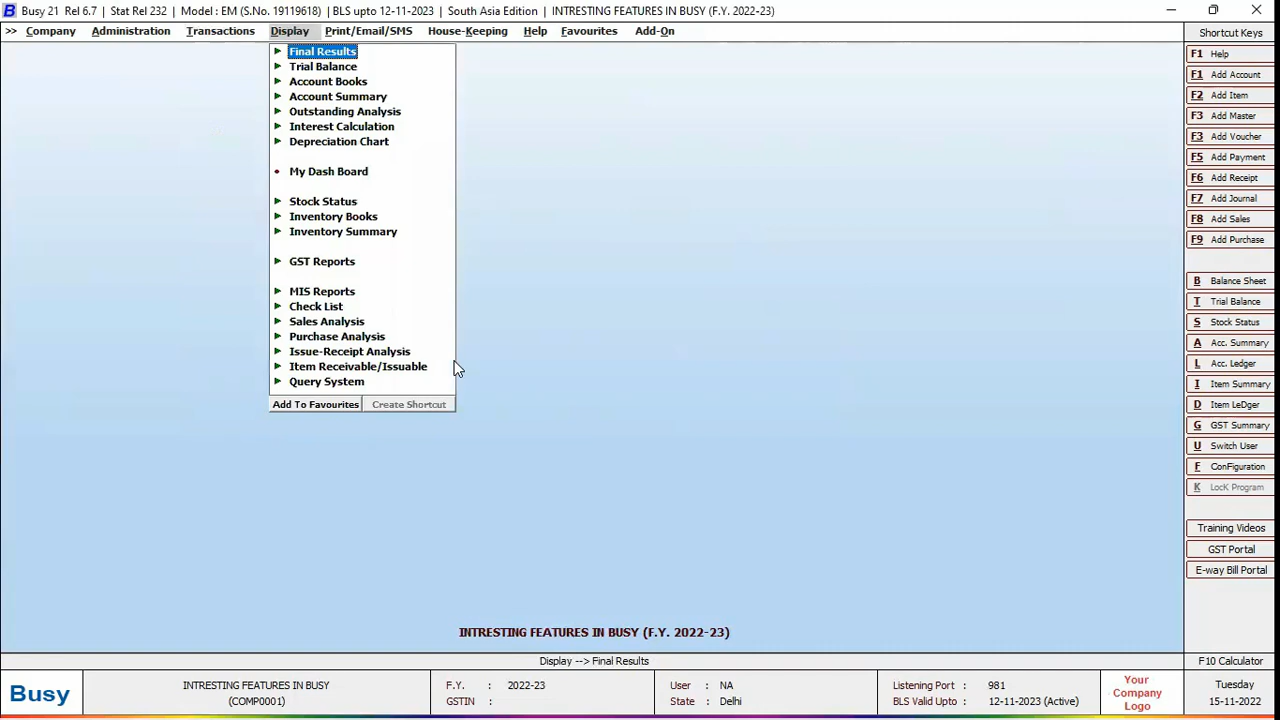 Busy 21 Rel 6.7 | Stat Rel 232 | Model : EM (S.No. 19119618) | BLS upto 12-11-2023 | South Asia Edition | INTRESTING FEATURES IN BUSY (F.Y. 2022-23)
>> Company Administration Transactions Display Print/Email/SMS House-Keeping Help Favourites Add-On
Final Results
Trial Balance
Account Books
Account Summary
Outstanding Analysis
Interest Calculation
Depreciation Chart
My Dash Board
Stock Status
Inventory Books
Inventory Summary
GST Reports
MIS Reports
Check List
Sales Analysis
Purchase Analysis
Issue-Receipt Analysis
Item Receivable/Issuable
Query System
Add To Favourites Create Shortcut
Shortcut Keys
F1 Help
F1 Add Account
F2 Add Item
F3 Add Master
F3 Add Voucher
F5 Add Payment
F6 Add Receipt
F7 Add Journal
F8 Add Sales
F9 Add Purchase
B Balance Sheet
T Trial Balance
S Stock Status
A Acc. Summary
L Acc. Ledger
I Item Summary
D Item LeDger
G GST Summary
U Switch User
F ConFiguration
K LocK Program
Training Videos
GST Portal
E-way Bill Portal
INTRESTING FEATURES IN BUSY (F.Y. 2022-23)
Display --> Final Results
F10 Calculator
Busy
INTRESTING FEATURES IN BUSY
(COMP0001)
F.Y. : 2022-23
GSTIN :
User : NA
State : Delhi
Listening Port : 981
BLS Valid Upto : 12-11-2023 (Active)
Your
Company
Logo
Tuesday
15-11-2022